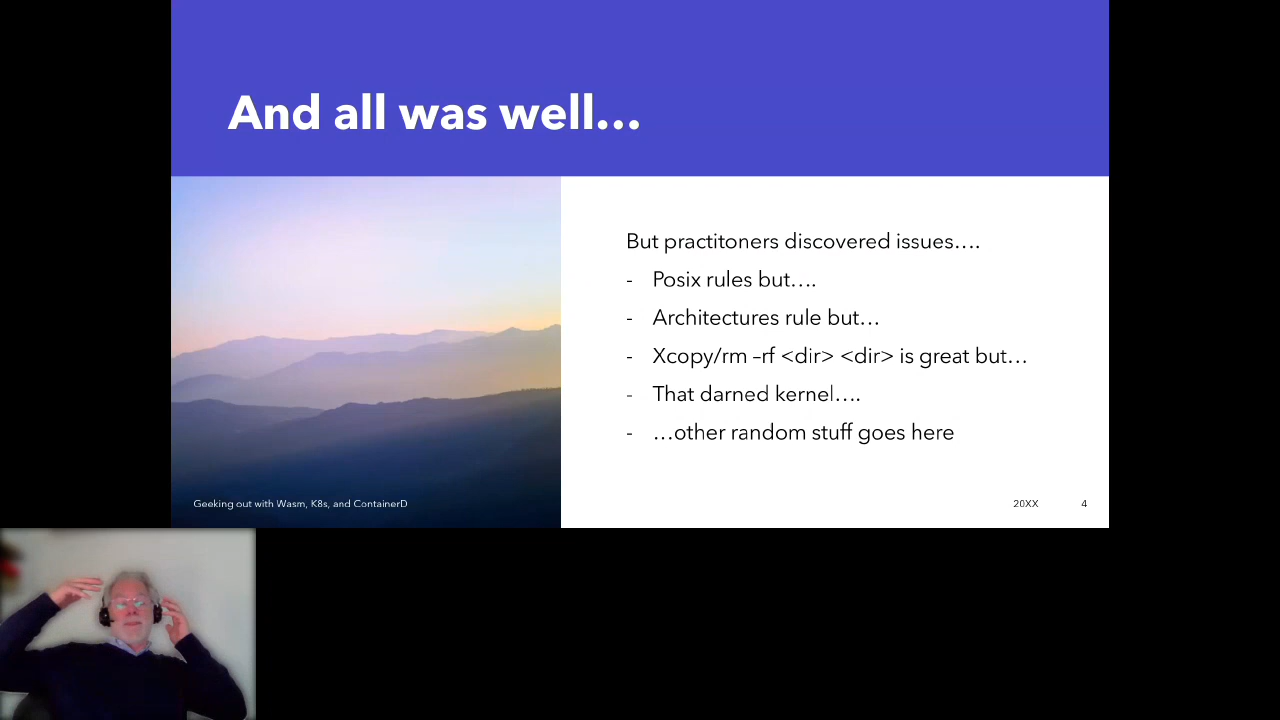 And all was well...
But practitoners discovered issues....
- Posix rules but....
- Architectures rule but...
- Xcopy/rm –rf <dir> <dir> is great but...
- That darned kernel....
- ...other random stuff goes here
Geeking out with Wasm, K8s, and ContainerD
20XX
4